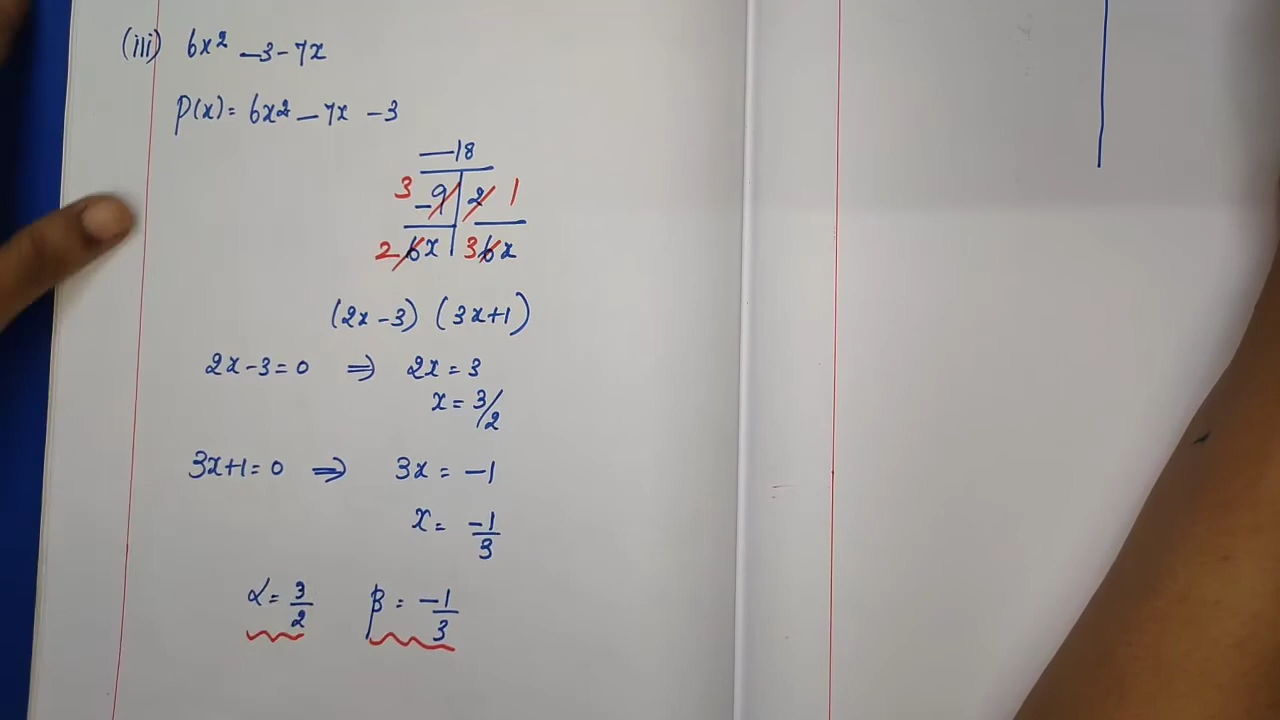 (iii) 6x² -3-7x
P(x)= 6x² -7x -3
-18
3 -9 2 1
2 6x 3 6x
(2x-3) (3x+1)
2x-3=0 ⇒ 2x=3
x=3/2
3x+1=0 ⇒ 3x=-1
x= -1/3
α= 3/2 β= -1/3